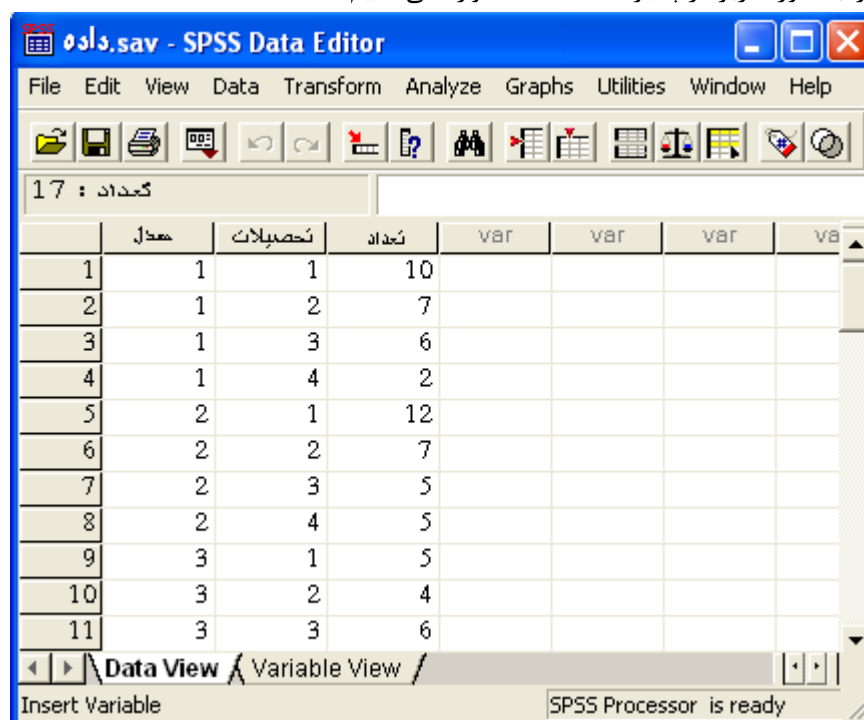 داده.sav - SPSS Data Editor
File Edit View Data Transform Analyze Graphs Utilities Window Help
17 : تعداد
معدل تحصیلات تعداد var var var va
1 1 1 10
2 1 2 7
3 1 3 6
4 1 4 2
5 2 1 12
6 2 2 7
7 2 3 5
8 2 4 5
9 3 1 5
10 3 2 4
11 3 3 6
Data View Variable View
Insert Variable SPSS Processor is ready